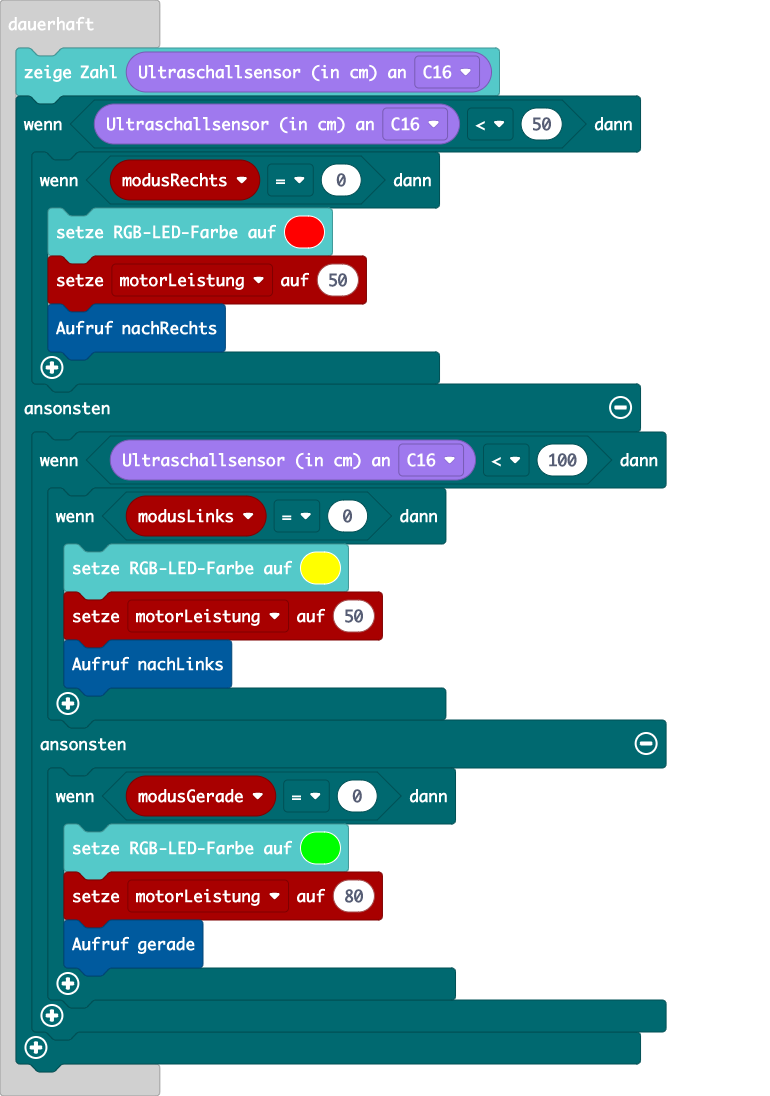 dauerhaft
zeige Zahl Ultraschallsensor (in cm) an C16
wenn Ultraschallsensor (in cm) an C16 < 50 dann
wenn modusRechts = 0 dann
setze RGB-LED-Farbe auf
setze motorLeistung auf 50
Aufruf nachRechts
ansonsten
wenn Ultraschallsensor (in cm) an C16 < 100 dann
wenn modusLinks = 0 dann
setze RGB-LED-Farbe auf
setze motorLeistung auf 50
Aufruf nachLinks
ansonsten
wenn modusGerade = 0 dann
setze RGB-LED-Farbe auf
setze motorLeistung auf 80
Aufruf gerade